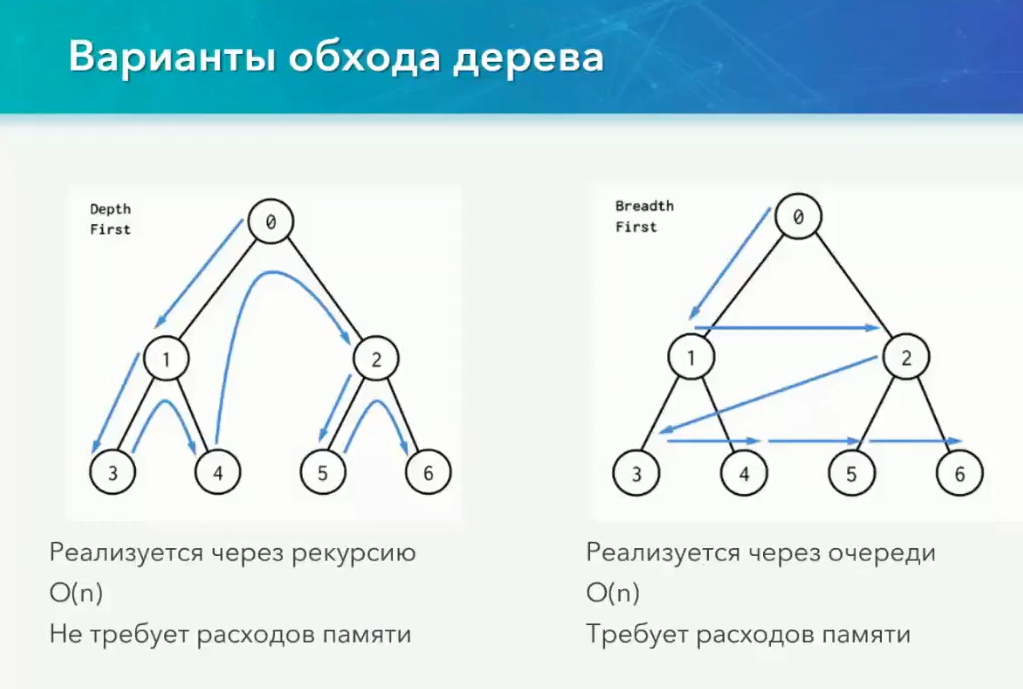 Варианты обхода дерева
Depth
First
0
1
2
3
4
5
6
Реализуется через рекурсию
O(n)
Не требует расходов памяти
Breadth
First
0
1
2
3
4
5
6
Реализуется через очереди
O(n)
Требует расходов памяти